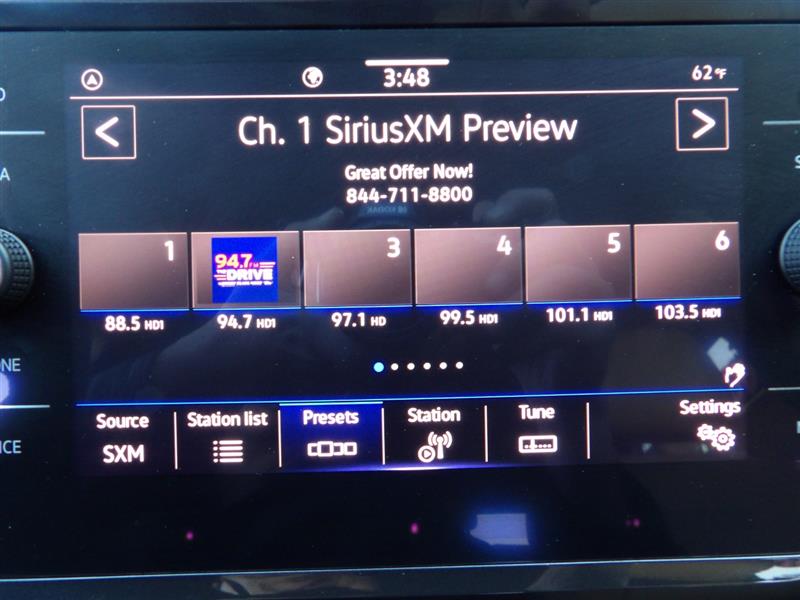 3:48
62°F
Ch. 1 SiriusXM Preview
Great Offer Now!
844-711-8800
1
94.7 FM
THE DRIVE
3
4
5
6
88.5 HD1
94.7 HD1
97.1 HD
99.5 HD1
101.1 HD1
103.5 HD1
Source
SXM
Station list
Presets
Station
Tune
Settings